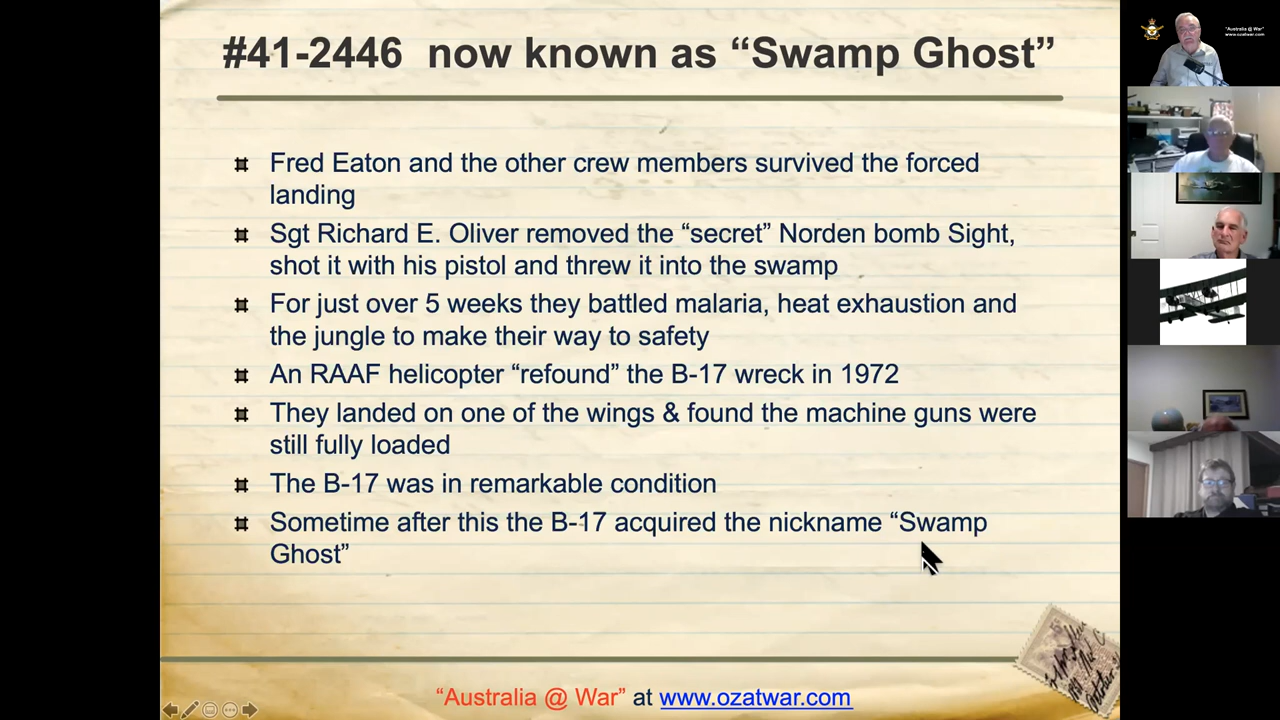 #41-2446 now known as “Swamp Ghost”
Fred Eaton and the other crew members survived the forced
landing
Sgt Richard E. Oliver removed the “secret” Norden bomb Sight,
shot it with his pistol and threw it into the swamp
For just over 5 weeks they battled malaria, heat exhaustion and
the jungle to make their way to safety
An RAAF helicopter “refound” the B-17 wreck in 1972
They landed on one of the wings & found the machine guns were
still fully loaded
The B-17 was in remarkable condition
Sometime after this the B-17 acquired the nickname “Swamp
Ghost”
“Australia @ War” at www.ozatwar.com
"Australia @ War"
www.ozatwar.com